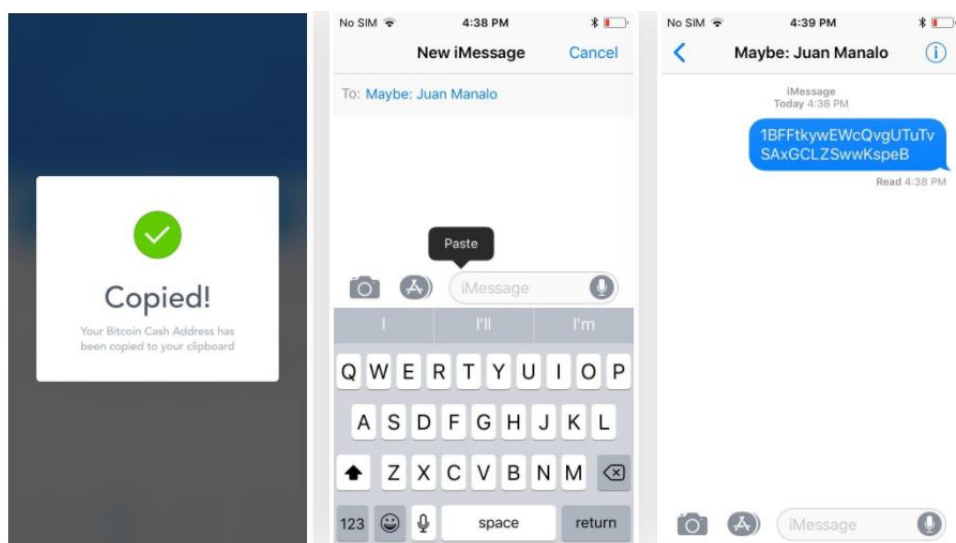 Copied!
Your Bitcoin Cash Address has
been copied to your clipboard
No SIM 4:38 PM
New iMessage Cancel
To: Maybe: Juan Manalo
Paste
iMessage
I I'll I'm
Q W E R T Y U I O P
A S D F G H J K L
Z X C V B N M
123 space return
No SIM 4:39 PM
Maybe: Juan Manalo
iMessage
Today 4:38 PM
1BFFtkywEWcQvgUTuTv
SAxGCLZSwwKspeB
Read 4:38 PM
iMessage